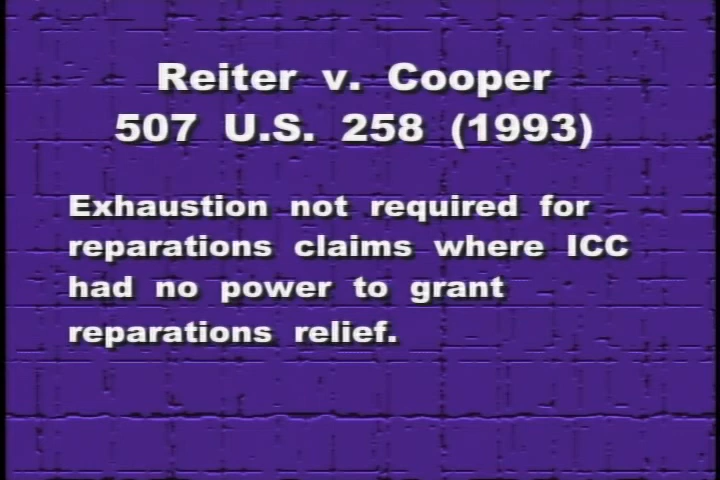 Reiter v. Cooper
507 U.S. 258 (1993)
Exhaustion not required for
reparations claims where ICC
had no power to grant
reparations relief.